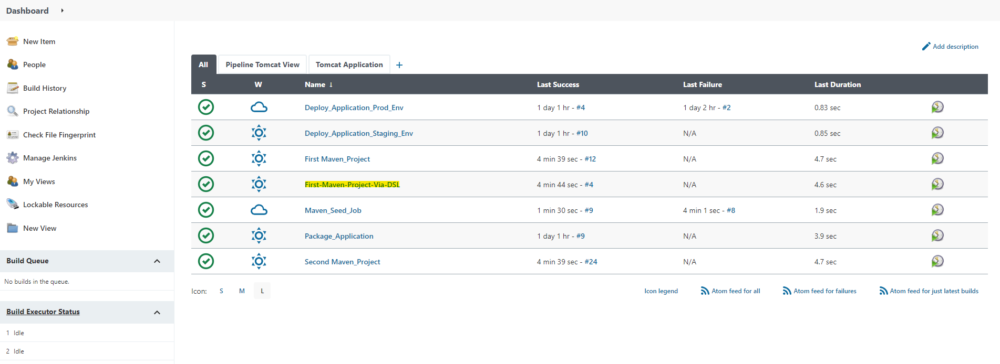 Dashboard
New Item
People
Build History
Project Relationship
Check File Fingerprint
Manage Jenkins
My Views
Lockable Resources
New View
Build Queue
No builds in the queue.
Build Executor Status
1 Idle
2 Idle
Add description
All Pipeline Tomcat View Tomcat Application +
S W Name ↓ Last Success Last Failure Last Duration
Deploy_Application_Prod_Env 1 day 1 hr - #4 1 day 2 hr - #2 0.83 sec
Deploy_Application_Staging_Env 1 day 1 hr - #10 N/A 0.85 sec
First Maven_Project 4 min 39 sec - #12 N/A 4.7 sec
First-Maven-Project-Via-DSL 4 min 44 sec - #4 N/A 4.6 sec
Maven_Seed_Job 1 min 30 sec - #9 4 min 1 sec - #8 1.9 sec
Package_Application 1 day 1 hr - #9 N/A 3.9 sec
Second Maven_Project 4 min 39 sec - #24 N/A 4.7 sec
Icon: S M L Icon legend Atom feed for all Atom feed for failures Atom feed for just latest builds